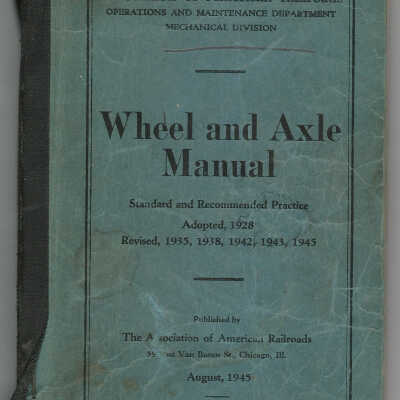 OPERATIONS AND MAINTENANCE DEPARTMENT
MECHANICAL DIVISION
Wheel and Axle
Manual
Standard and Recommended Practice
Adopted, 1928
Revised, 1935, 1938, 1942, 1943, 1945
Published by
The Association of American Railroads
Van Buren St., Chicago, Ill.
August, 1945